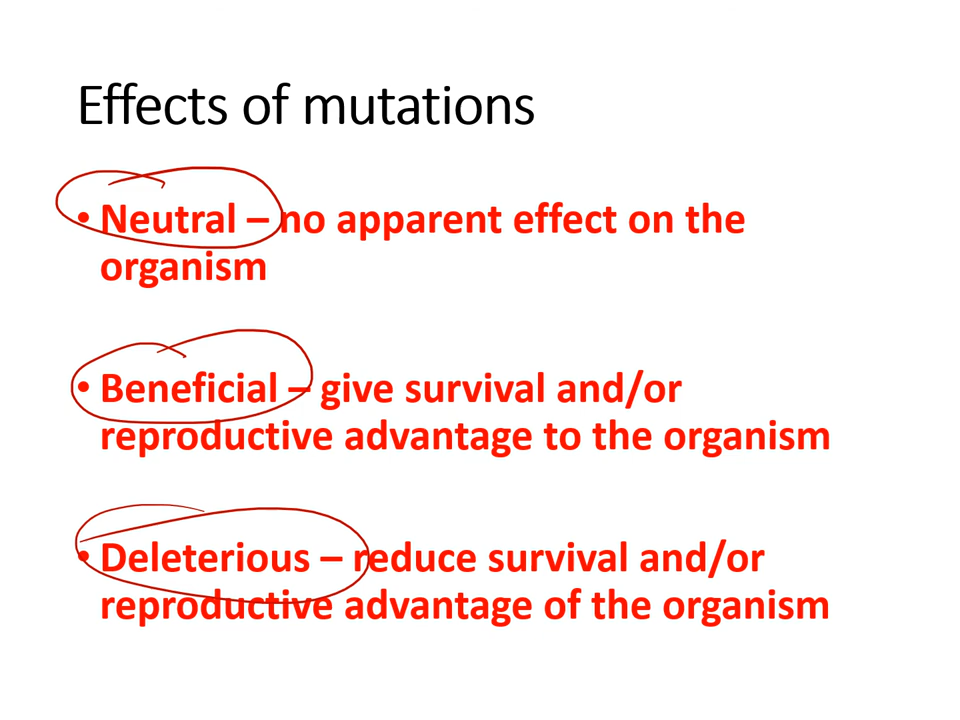 Effects of mutations
• Neutral – no apparent effect on the
organism
• Beneficial – give survival and/or
reproductive advantage to the organism
• Deleterious – reduce survival and/or
reproductive advantage of the organism